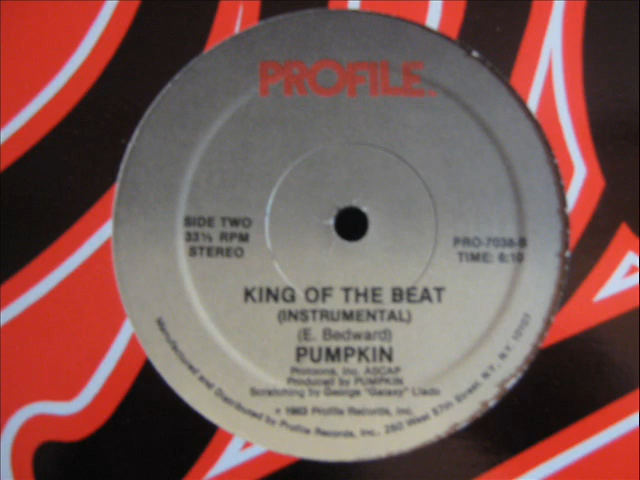 PROFILE
SIDE TWO
33⅓ RPM
STEREO
PRO-7038-B
TIME: 6:10
KING OF THE BEAT
(INSTRUMENTAL)
(E. Bedward)
PUMPKIN
Protoons, Inc. ASCAP
Produced by PUMPKIN
Scratching by George "Galaxy" Llado
© 1983 Profile Records, Inc.
Manufactured and Distributed by Profile Records, Inc., 250 West 57th Street, N.Y., N.Y. 10107